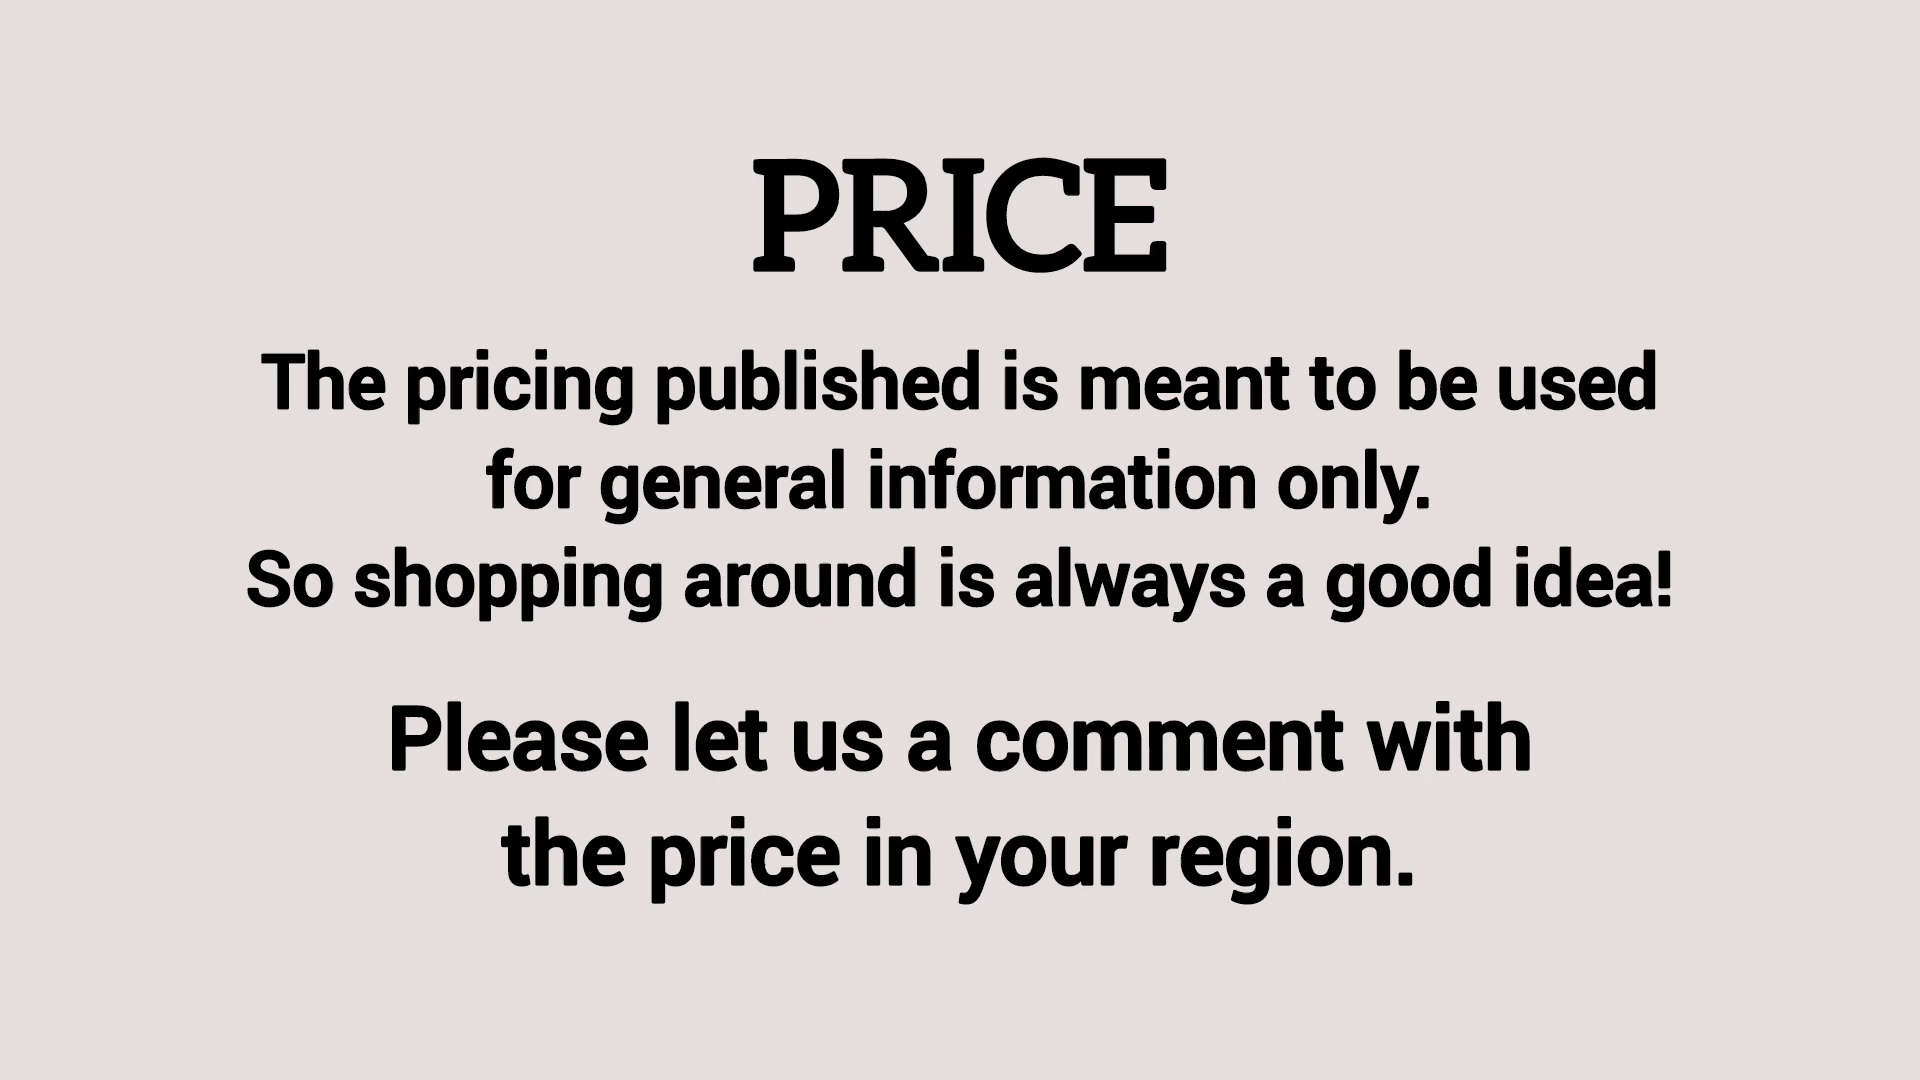 PRICE
The pricing published is meant to be used
for general information only.
So shopping around is always a good idea!
Please let us a comment with
the price in your region.